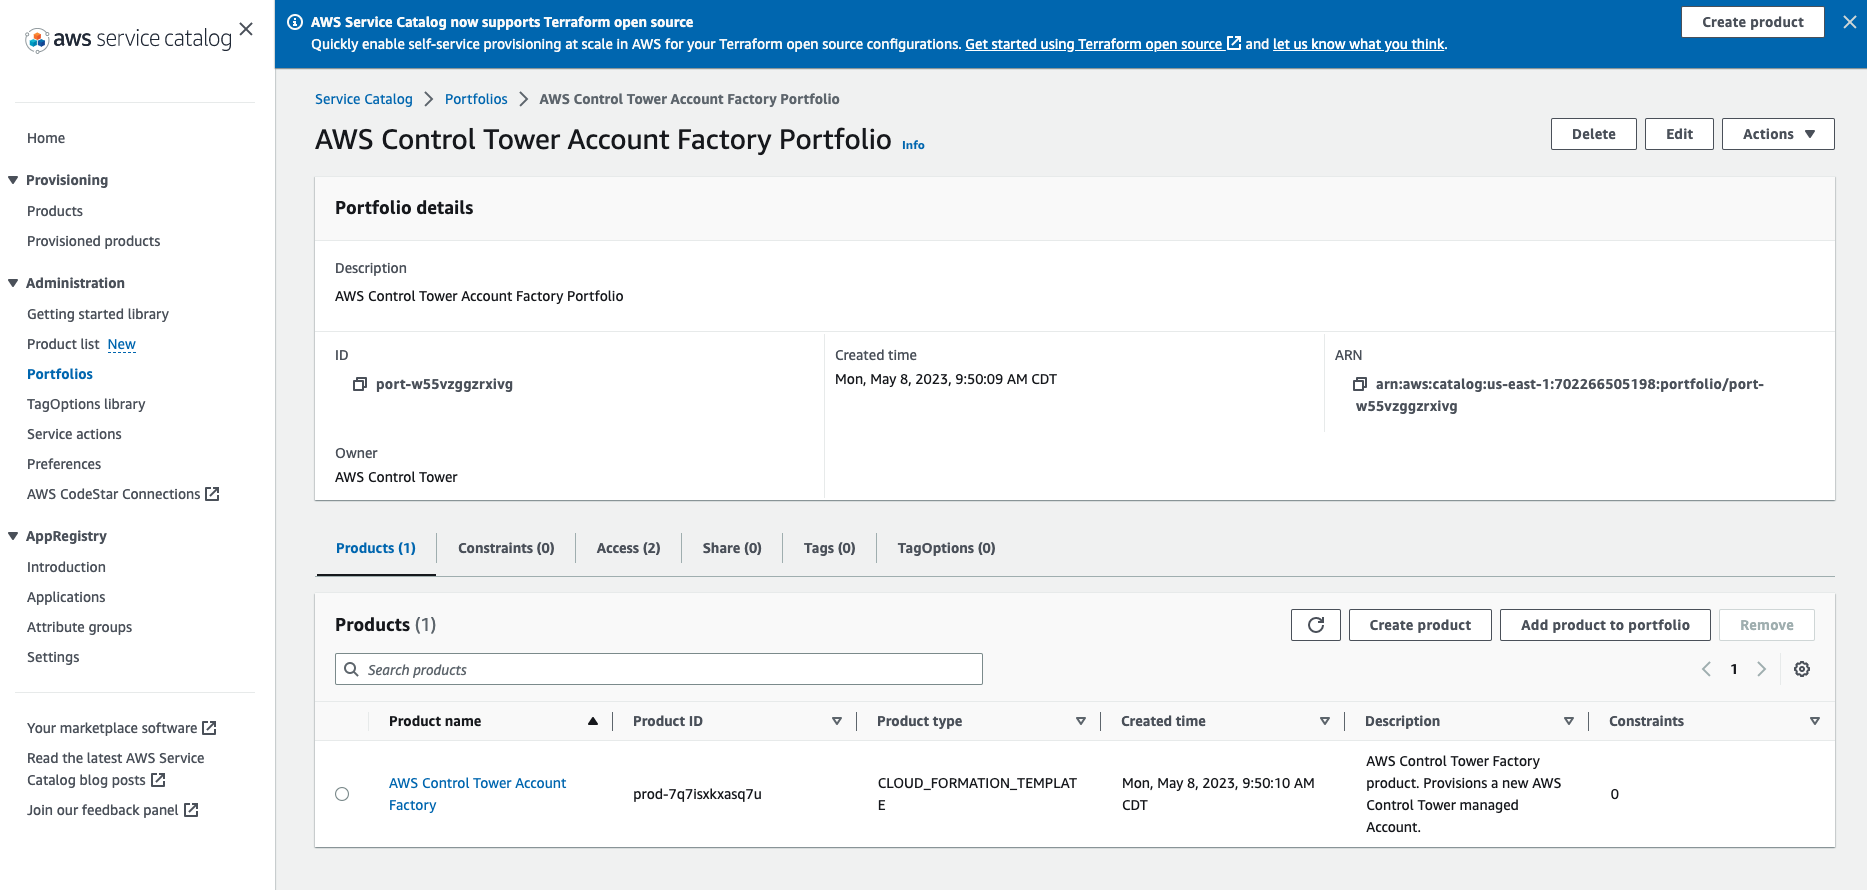 aws service catalog
Home
Provisioning
Products
Provisioned products
Administration
Getting started library
Product list New
Portfolios
TagOptions library
Service actions
Preferences
AWS CodeStar Connections
AppRegistry
Introduction
Applications
Attribute groups
Settings
Your marketplace software
Read the latest AWS Service
Catalog blog posts
Join our feedback panel
AWS Service Catalog now supports Terraform open source
Quickly enable self-service provisioning at scale in AWS for your Terraform open source configurations. Get started using Terraform open source and let us know what you think.
Create product
Service Catalog Portfolios AWS Control Tower Account Factory Portfolio
AWS Control Tower Account Factory Portfolio Info
Delete Edit Actions
Portfolio details
Description
AWS Control Tower Account Factory Portfolio
ID
port-w55vzggzrxivg
Owner
AWS Control Tower
Created time
Mon, May 8, 2023, 9:50:09 AM CDT
ARN
arn:aws:catalog:us-east-1:702266505198:portfolio/port-
w55vzggzrxivg
Products (1) Constraints (0) Access (2) Share (0) Tags (0) TagOptions (0)
Products (1)
Create product Add product to portfolio Remove
Search products
1
Product name Product ID Product type Created time Description Constraints
AWS Control Tower Account
Factory
prod-7q7isxkxasq7u
CLOUD_FORMATION_TEMPLAT
E
Mon, May 8, 2023, 9:50:10 AM
CDT
AWS Control Tower Factory
product. Provisions a new AWS
Control Tower managed
Account.
0